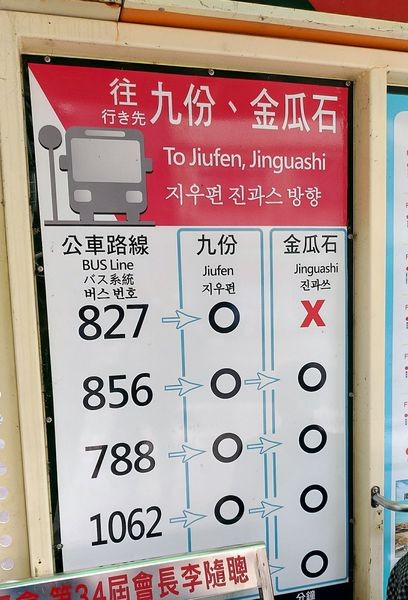 往 九份、金瓜石
行き先
To Jiufen, Jinguashi
지우펀 진과스 방향
公車路線 九份 金瓜石
BUS Line Jiufen Jinguashi
バス系統 지우펀 진과쓰
버스 번호
827 O X
856 O O
788 O O
1062 O O
O
第34屆會長李隨聰
分鐘